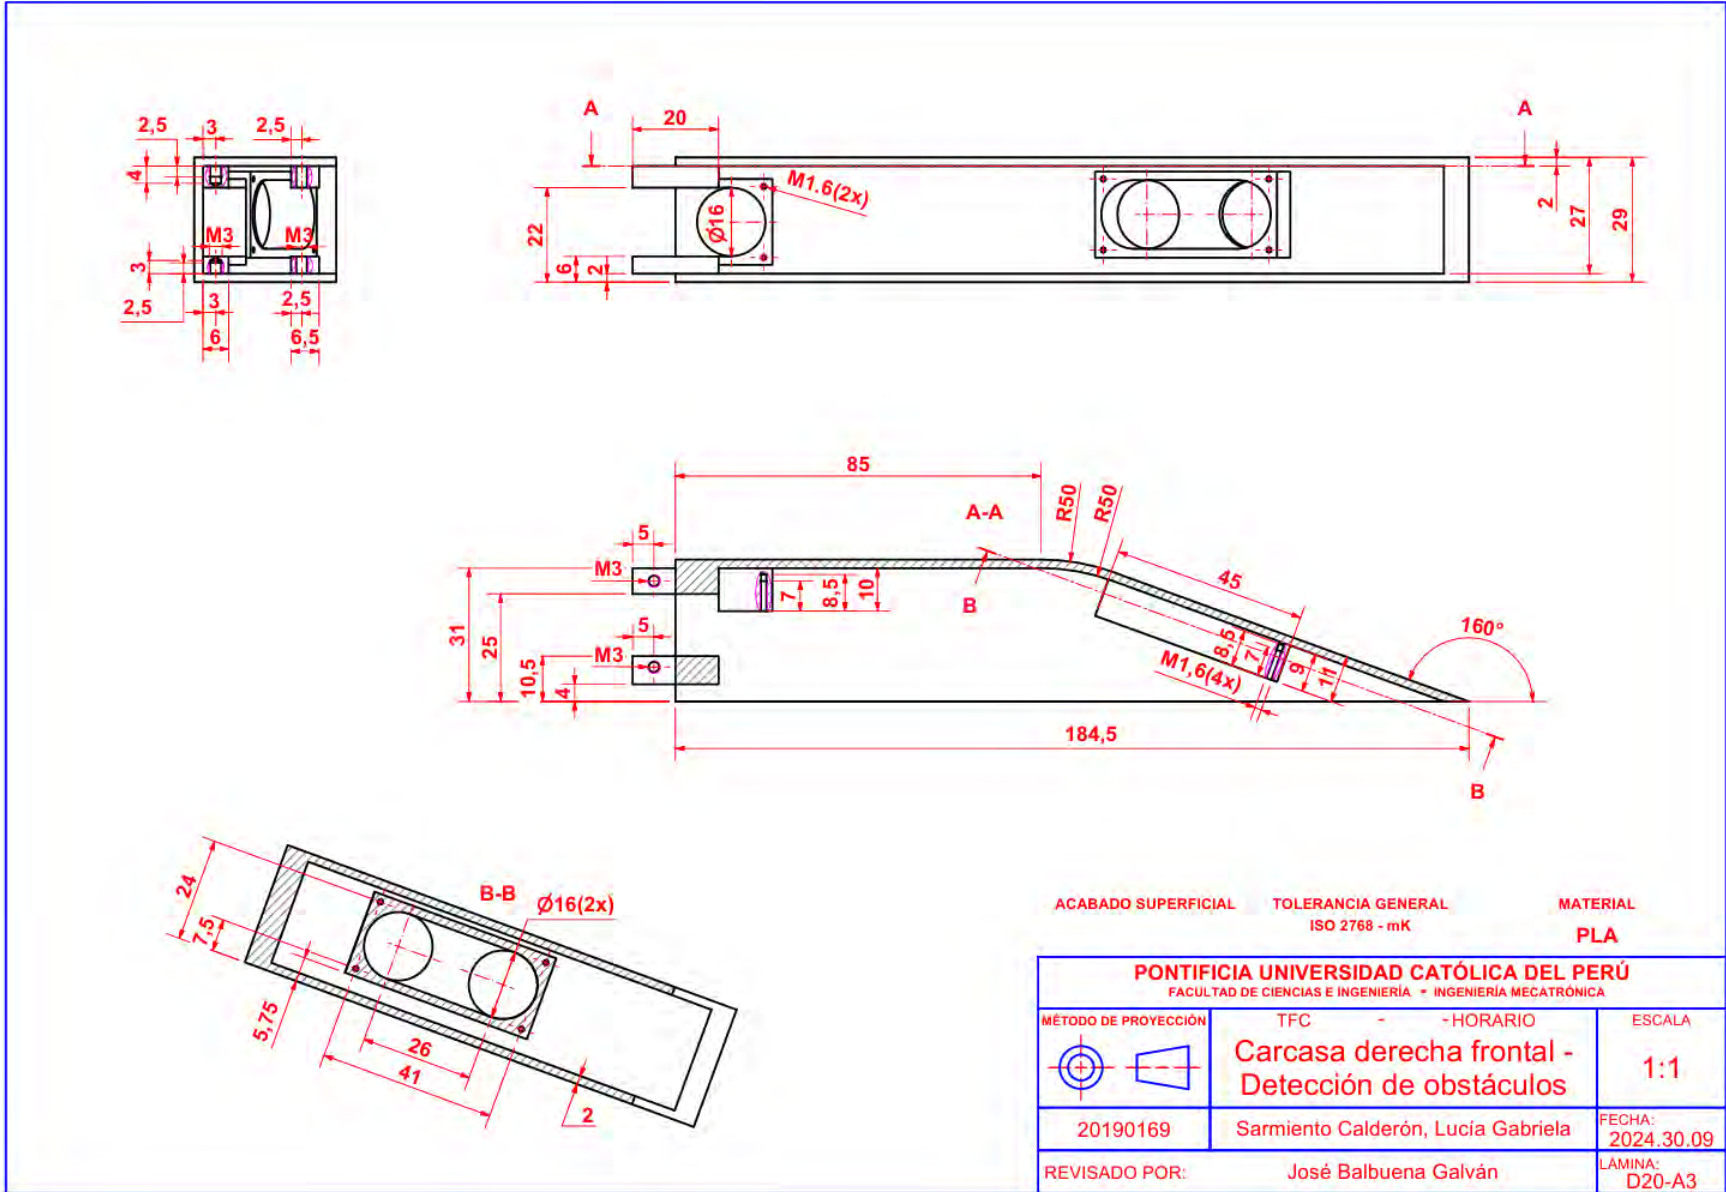 2,5
3
2,5
4
M3
M3
3
2,5
3
2,5
6
6,5
A
20
A
M1.6(2x)
Ø16
22
6
2
2
27
29
85
A-A
R50
R50
5
M3
7
8,5
10
B
45
31
25
5
M3
10,5
4
8,5
7
9
11
M1,6(4x)
160°
184,5
B
24
7,5
B-B
Ø16(2x)
5,75
26
41
2
ACABADO SUPERFICIAL
TOLERANCIA GENERAL
ISO 2768 - mK
MATERIAL
PLA
PONTIFICIA UNIVERSIDAD CATÓLICA DEL PERÚ
FACULTAD DE CIENCIAS E INGENIERÍA - INGENIERÍA MECATRÓNICA
MÉTODO DE PROYECCIÓN
TFC - - HORARIO
Carcasa derecha frontal -
Detección de obstáculos
ESCALA
1:1
20190169
Sarmiento Calderón, Lucía Gabriela
FECHA:
2024.30.09
REVISADO POR:
José Balbuena Galván
LÁMINA:
D20-A3